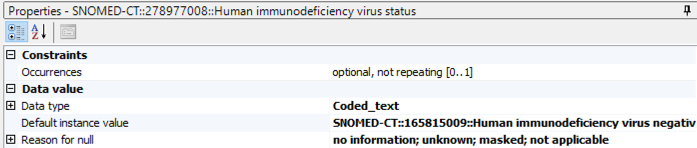 Properties - SNOMED-CT::278977008::Human immunodeficiency virus status
Constraints
Occurrences optional, not repeating [0..1]
Data value
Data type Coded_text
Default instance value SNOMED-CT::165815009::Human immunodeficiency virus negativ
Reason for null no information; unknown; masked; not applicable